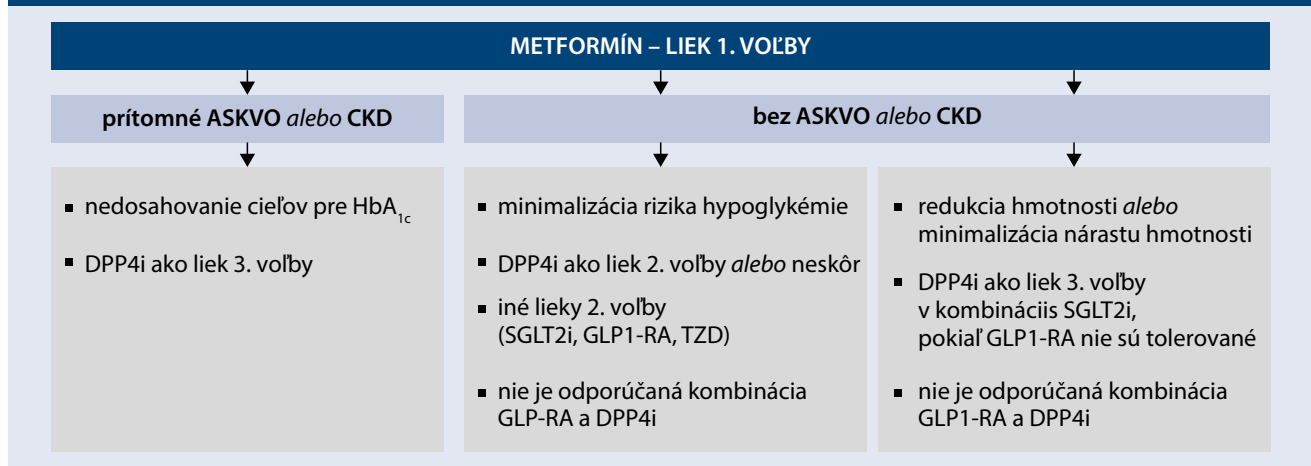 METFORMÍN – LIEK 1. VOĽBY
prítomné ASKVO alebo CKD
bez ASKVO alebo CKD
▪ nedosahovanie cieľov pre HbA1c
▪ DPP4i ako liek 3. voľby
▪ minimalizácia rizika hypoglykémie
▪ DPP4i ako liek 2. voľby alebo neskôr
▪ iné lieky 2. voľby
(SGLT2i, GLP1-RA, TZD)
▪ nie je odporúčaná kombinácia
GLP-RA a DPP4i
▪ redukcia hmotnosti alebo
minimalizácia nárastu hmotnosti
▪ DPP4i ako liek 3. voľby
v kombináciis SGLT2i,
pokiaľ GLP1-RA nie sú tolerované
▪ nie je odporúčaná kombinácia
GLP1-RA a DPP4i